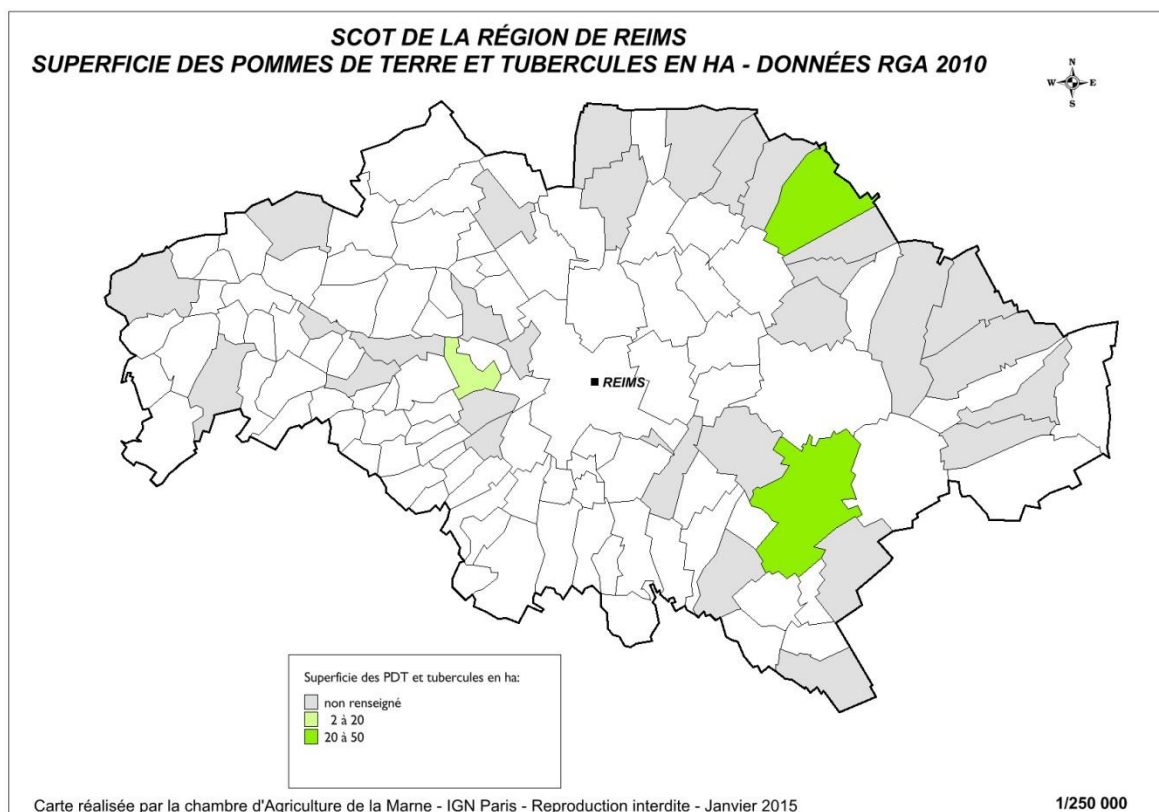 SCOT DE LA RÉGION DE REIMS
SUPERFICIE DES POMMES DE TERRE ET TUBERCULES EN HA - DONNÉES RGA 2010
N
W E
S
REIMS
Superficie des PDT et tubercules en ha:
non renseigné
2 à 20
20 à 50
Carte réalisée par la chambre d'Agriculture de la Marne - IGN Paris - Reproduction interdite - Janvier 2015
1/250 000